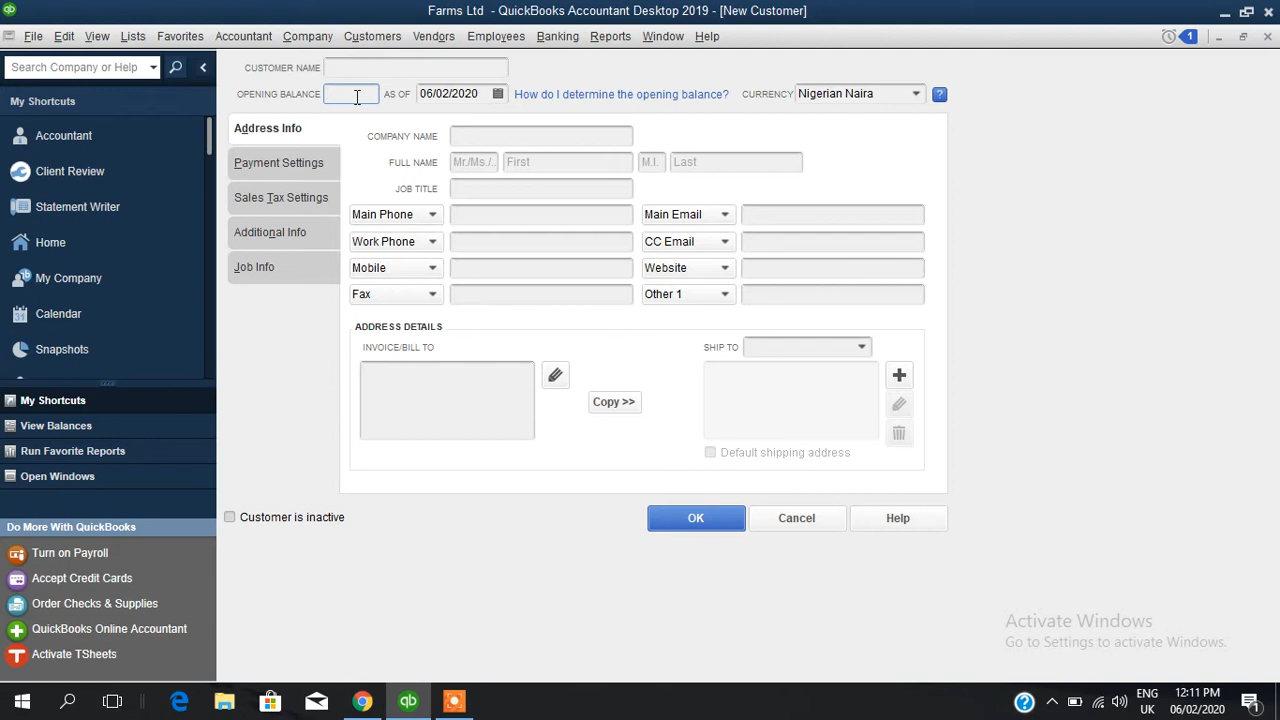 Farms Ltd - QuickBooks Accountant Desktop 2019 - [New Customer]
File Edit View Lists Favorites Accountant Company Customers Vendors Employees Banking Reports Window Help
1
Search Company or Help
My Shortcuts
Accountant
Client Review
Statement Writer
Home
My Company
Calendar
Snapshots
My Shortcuts
View Balances
Run Favorite Reports
Open Windows
Do More With QuickBooks
Turn on Payroll
Accept Credit Cards
Order Checks & Supplies
QuickBooks Online Accountant
Activate TSheets
CUSTOMER NAME
OPENING BALANCE AS OF 06/02/2020 How do I determine the opening balance? CURRENCY Nigerian Naira ?
Address Info
Payment Settings
Sales Tax Settings
Additional Info
Job Info
COMPANY NAME
FULL NAME Mr./Ms./.. First M.I. Last
JOB TITLE
Main Phone Main Email
Work Phone CC Email
Mobile Website
Fax Other 1
ADDRESS DETAILS
INVOICE/BILL TO SHIP TO
Copy >>
Default shipping address
Customer is inactive
OK Cancel Help
Activate Windows
Go to Settings to activate Windows.
qb
ENG
UK
12:11 PM
06/02/2020
1